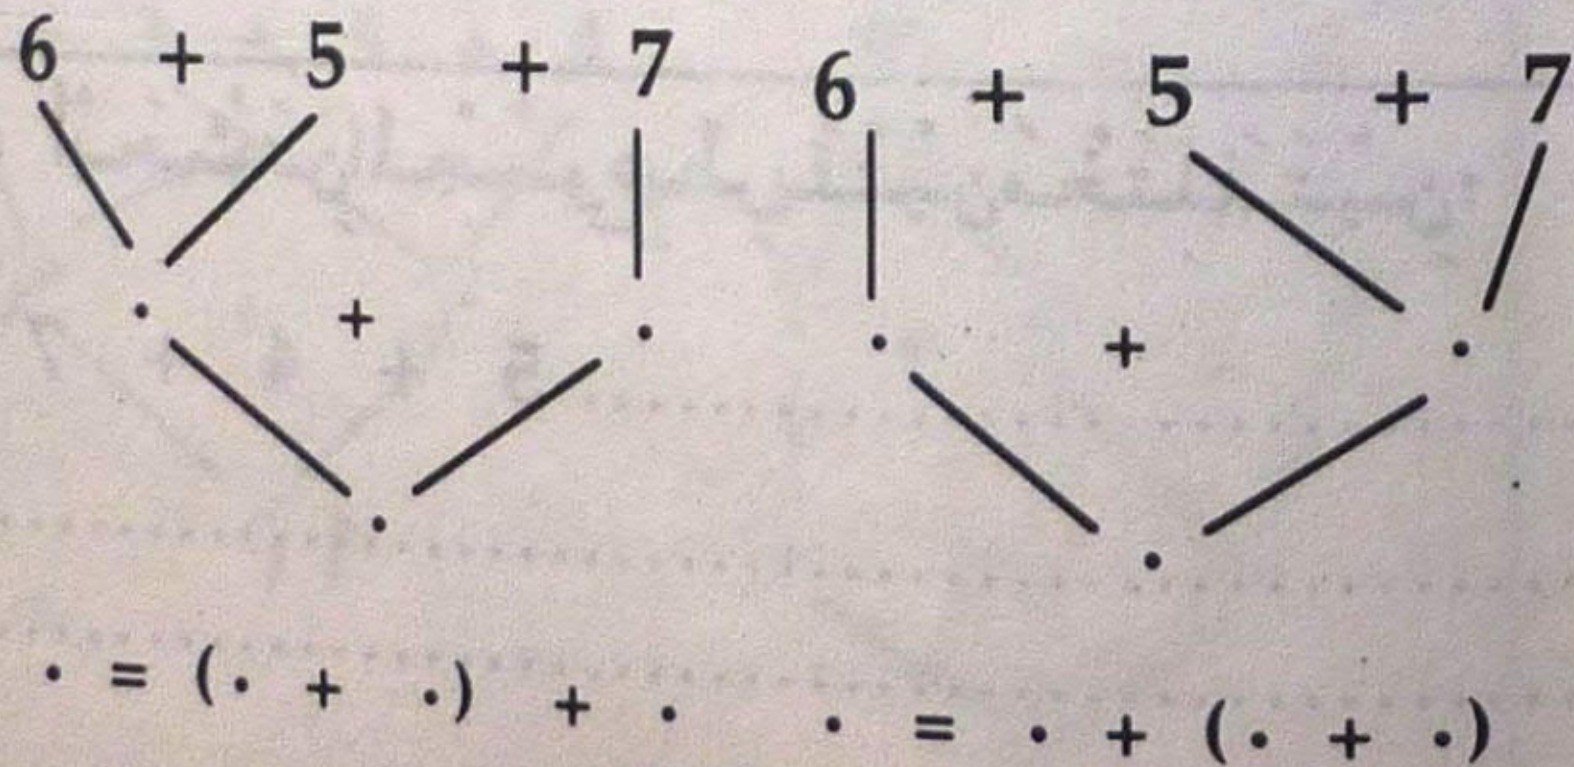 6 + 5 + 7
. + .
.
. = (. + .) + .
6 + 5 + 7
. + .
.
. = . + (. + .)